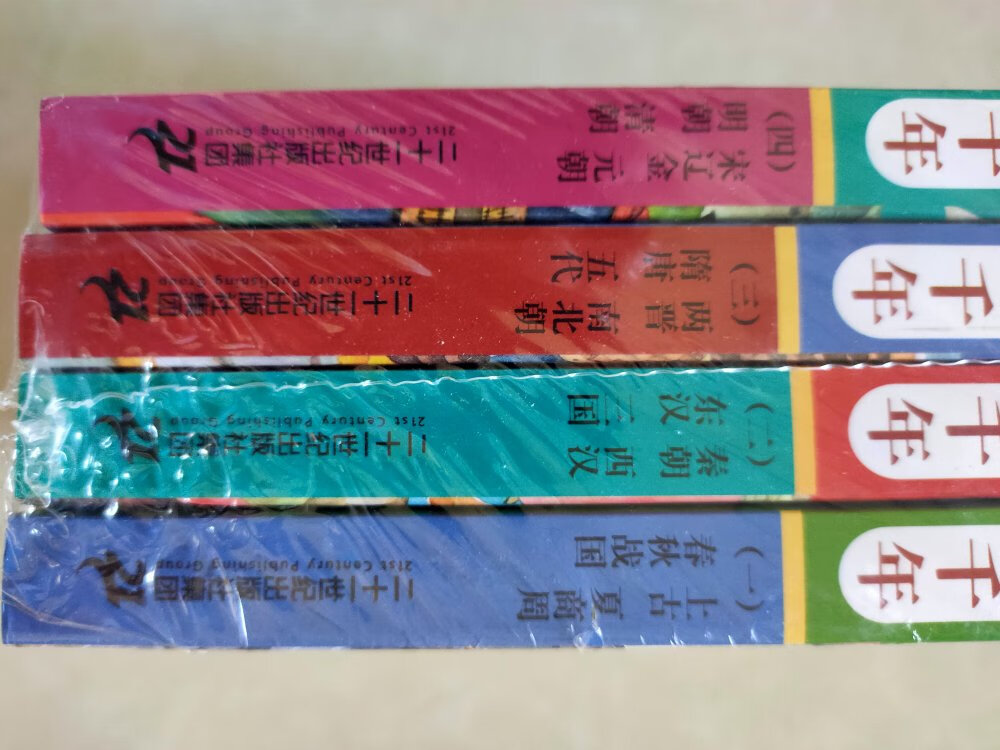 千年
(四)
宋辽金 元朝
明朝 清朝
二十一世纪出版社集团
21st Century Publishing Group
21
千年
(三)
两晋 南北朝
隋唐 五代
二十一世纪出版社集团
21st Century Publishing Group
21
千年
(二)
秦朝 西汉
东汉 三国
二十一世纪出版社集团
21st Century Publishing Group
21
千年
(一)
上古 夏商周
春秋战国
二十一世纪出版社集团
21st Century Publishing Group
21